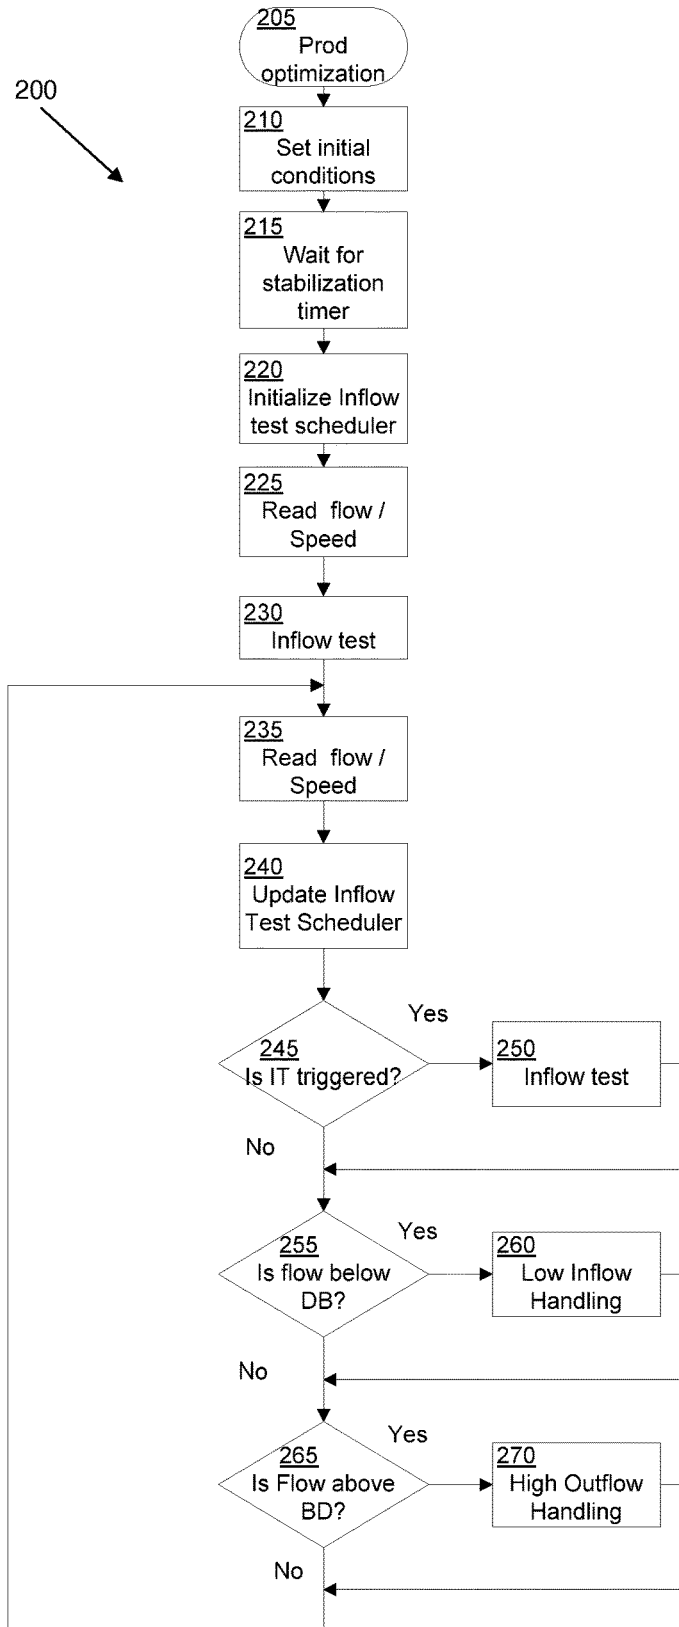 205
Prod
optimization
200
210
Set initial
conditions
215
Wait for
stabilization
timer
220
Initialize Inflow
test scheduler
225
Read flow /
Speed
230
Inflow test
235
Read flow /
Speed
240
Update Inflow
Test Scheduler
Yes
245
Is IT triggered?
250
Inflow test
No
Yes
255
Is flow below
DB?
260
Low Inflow
Handling
No
Yes
265
Is Flow above
BD?
270
High Outflow
Handling
No